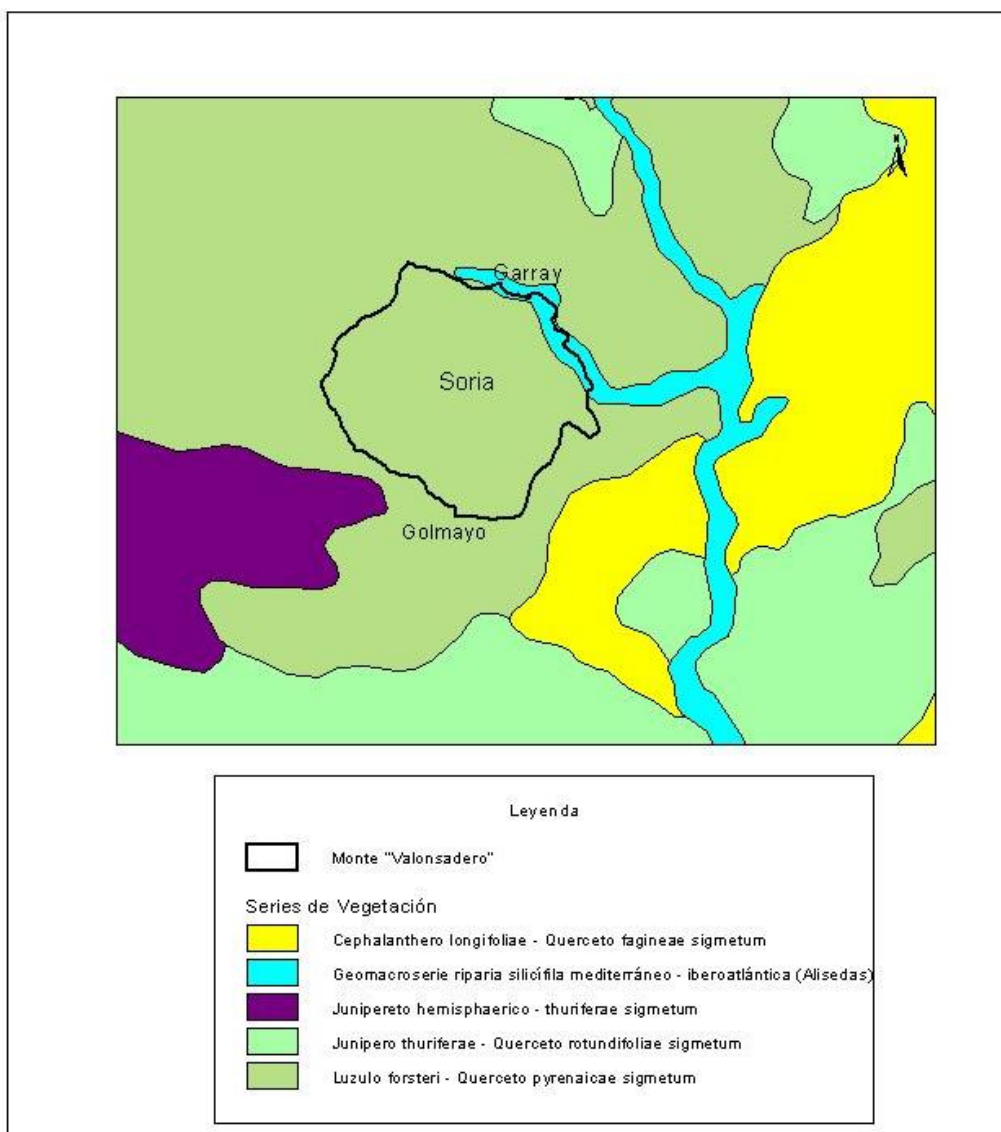 Garray
Soria
Golmayo
Leyenda
Monte "Valonsadero"
Series de Vegetación
Cephalanthero longifoliae - Querceto fagineae sigmetum
Geomacroserie riparia silicífila mediterráneo - iberoatlántica (Alisedas)
Junipereto hemisphaerico - thuriferae sigmetum
Junipero thuriferae - Querceto rotundifoliae sigmetum
Luzulo forsteri - Querceto pyrenaicae sigmetum